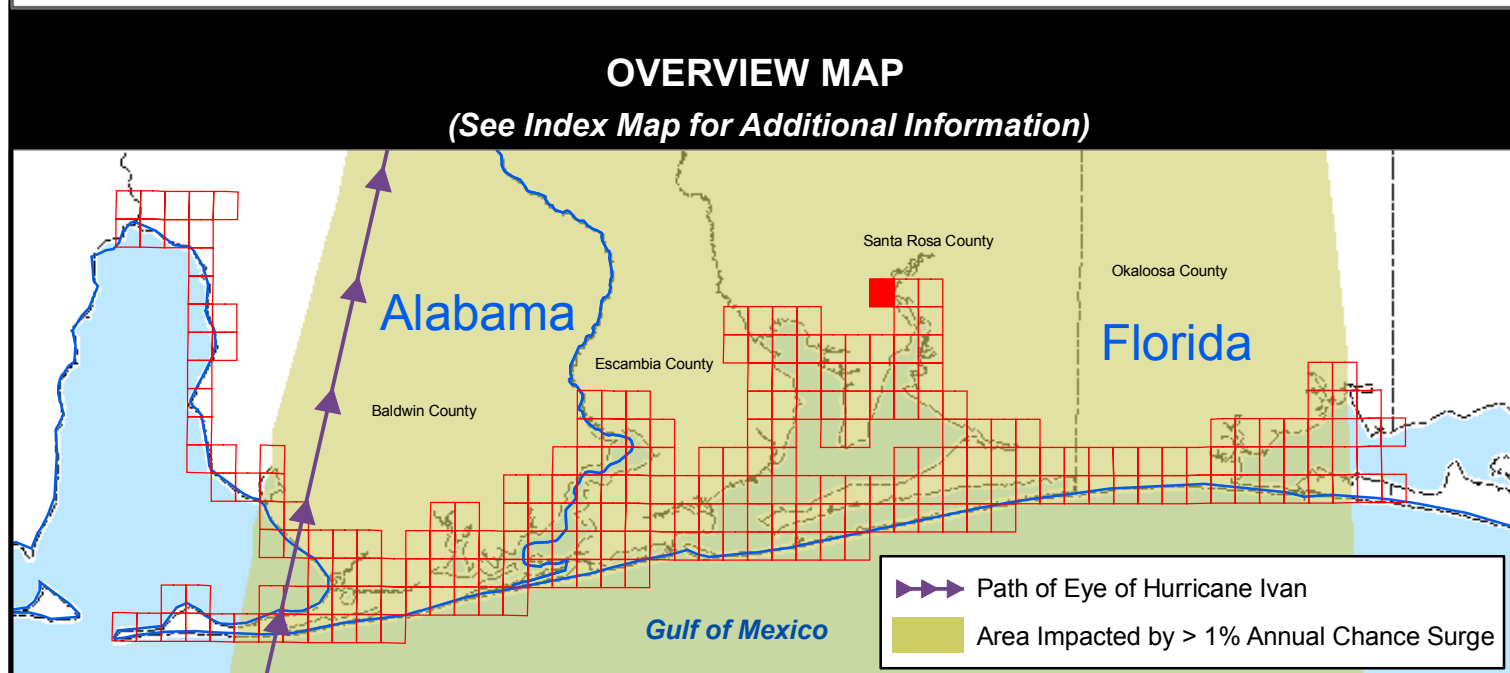 OVERVIEW MAP
(See Index Map for Additional Information)
Santa Rosa County
Okaloosa County
Alabama
Florida
Escambia County
Baldwin County
Gulf of Mexico
Path of Eye of Hurricane Ivan
Area Impacted by > 1% Annual Chance Surge